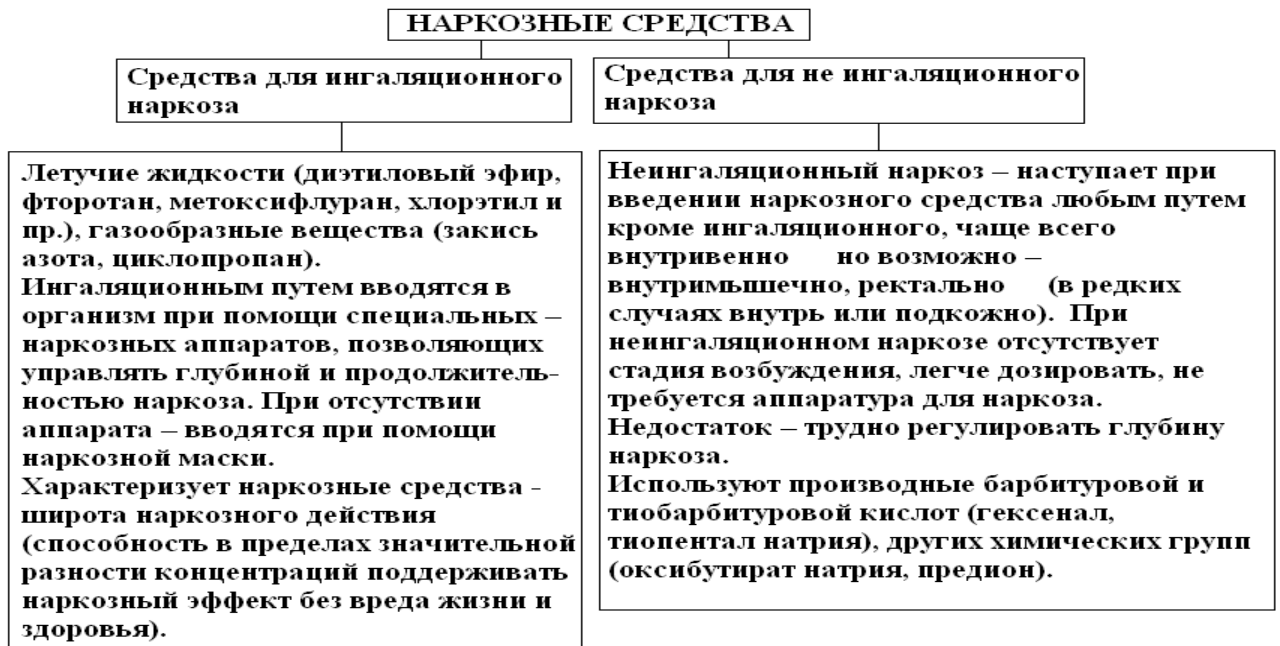 НАРКОЗНЫЕ СРЕДСТВА
Средства для ингаляционного
наркоза
Средства для не ингаляционного
наркоза
Летучие жидкости (диэтиловый эфир,
фторотан, метоксифлуран, хлорэтил и
пр.), газообразные вещества (закись
азота, циклопропан).
Ингаляционным путем вводятся в
организм при помощи специальных –
наркозных аппаратов, позволяющих
управлять глубиной и продолжитель-
ностью наркоза. При отсутствии
аппарата – вводятся при помощи
наркозной маски.
Характеризует наркозные средства -
широта наркозного действия
(способность в пределах значительной
разности концентраций поддерживать
наркозный эффект без вреда жизни и
здоровья).
Неингаляционный наркоз – наступает при
введении наркозного средства любым путем
кроме ингаляционного, чаще всего
внутривенно но возможно –
внутримышечно, ректально (в редких
случаях внутрь или подкожно). При
неингаляционном наркозе отсутствует
стадия возбуждения, легче дозировать, не
требуется аппаратура для наркоза.
Недостаток – трудно регулировать глубину
наркоза.
Используют производные барбитуровой и
тиобарбитуровой кислот (гексенал,
тиопентал натрия), других химических групп
(оксибутират натрия, предион).